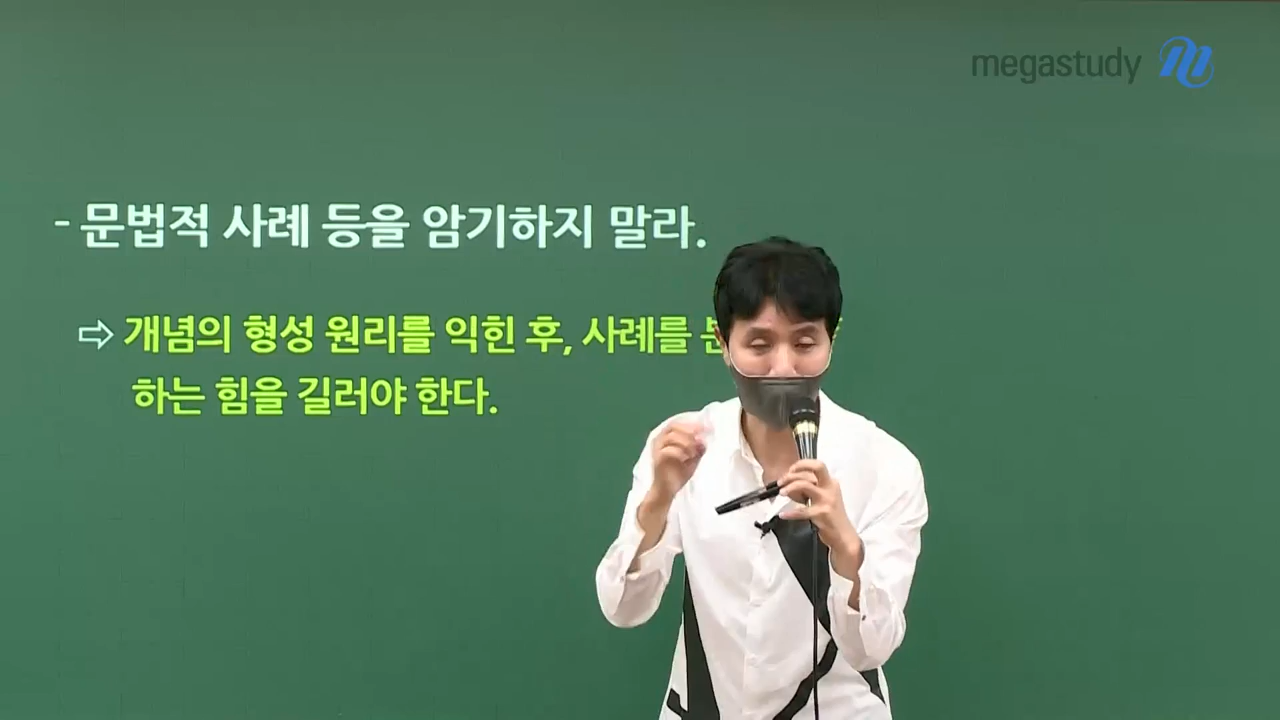 megastudy
- 문법적 사례 등을 암기하지 말라.
⇨ 개념의 형성 원리를 익힌 후, 사례를
하는 힘을 길러야 한다.